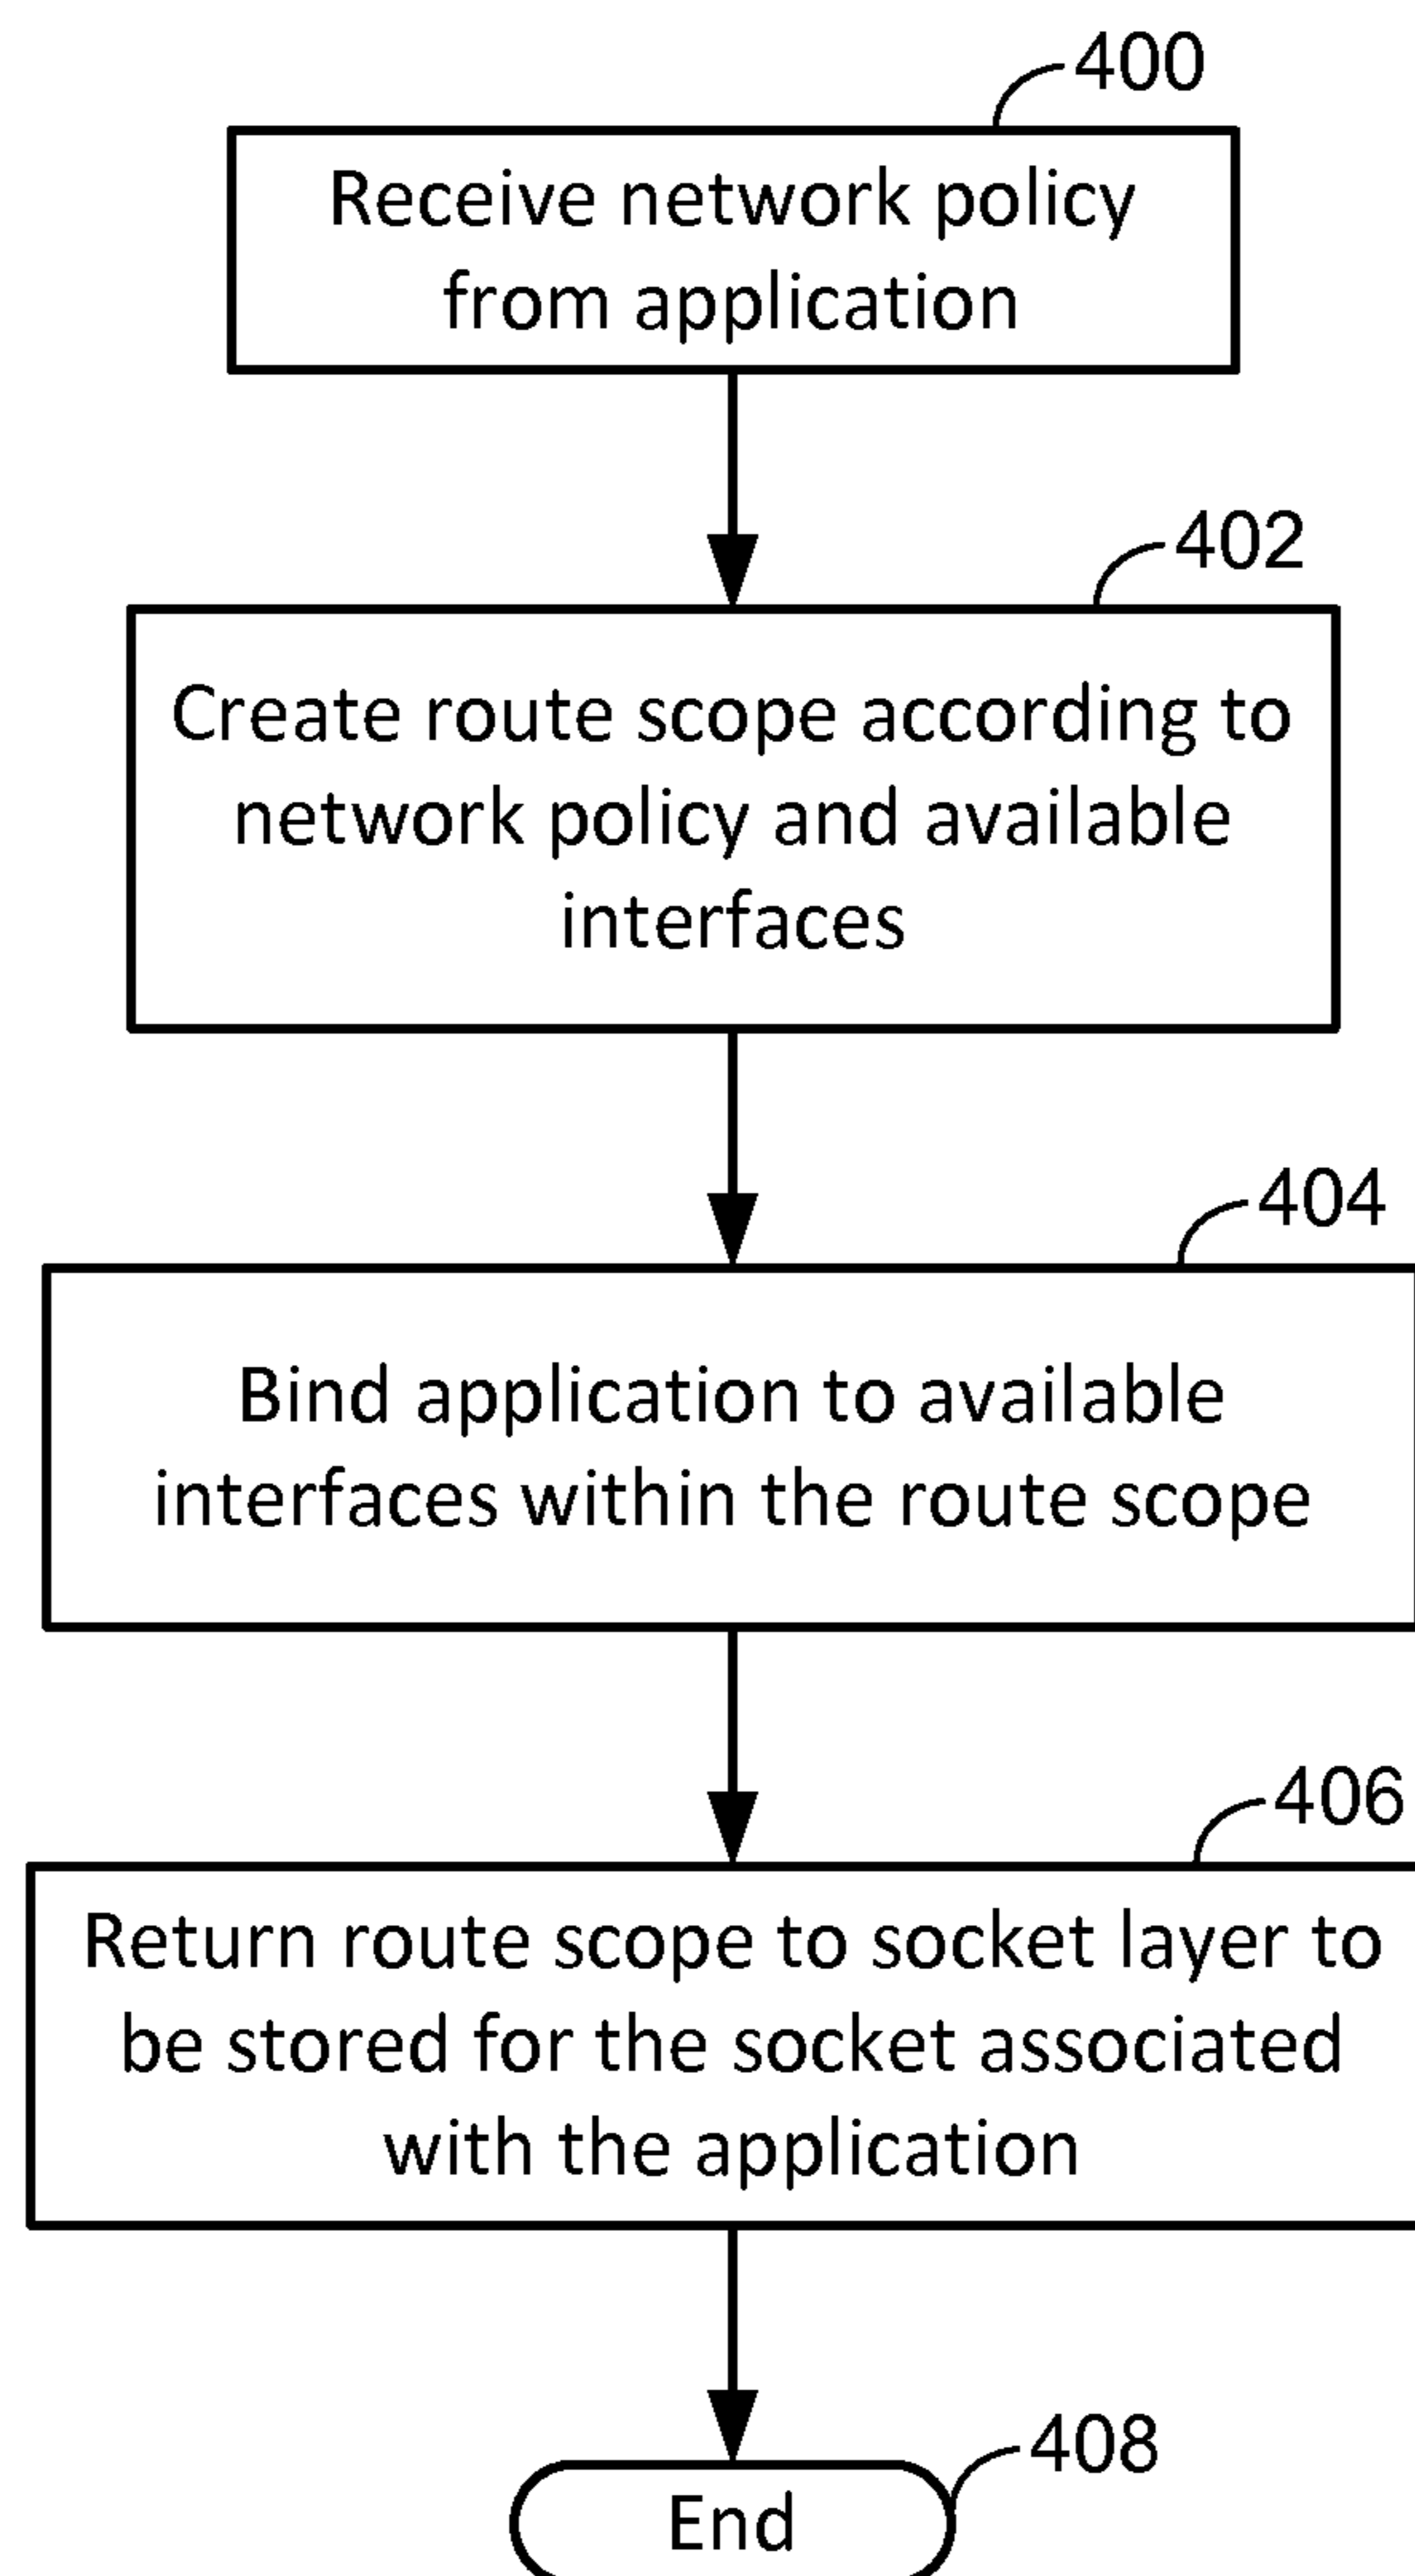 400
Receive network policy
from application
402
Create route scope according to
network policy and available
interfaces
404
Bind application to available
interfaces within the route scope
406
Return route scope to socket layer to
be stored for the socket associated
with the application
408
End